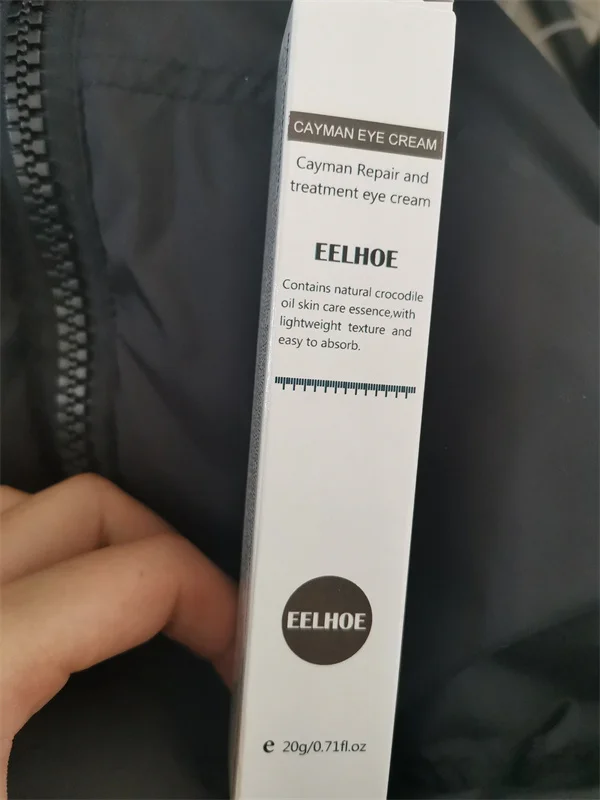 CAYMAN EYE CREAM
Cayman Repair and
treatment eye cream
EELHOE
Contains natural crocodile
oil skin care essence,with
lightweight texture and
easy to absorb.
EELHOE
e 20g/0.71fl.oz